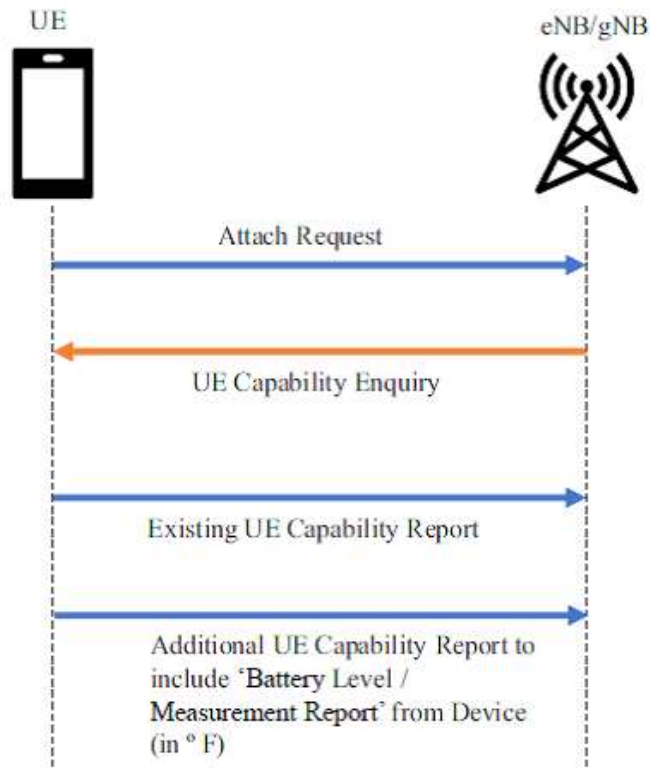 UE
eNB/gNB
Attach Request
UE Capability Enquiry
Existing UE Capability Report
Additional UE Capability Report to
include ‘Battery Level /
Measurement Report’ from Device
(in º F)